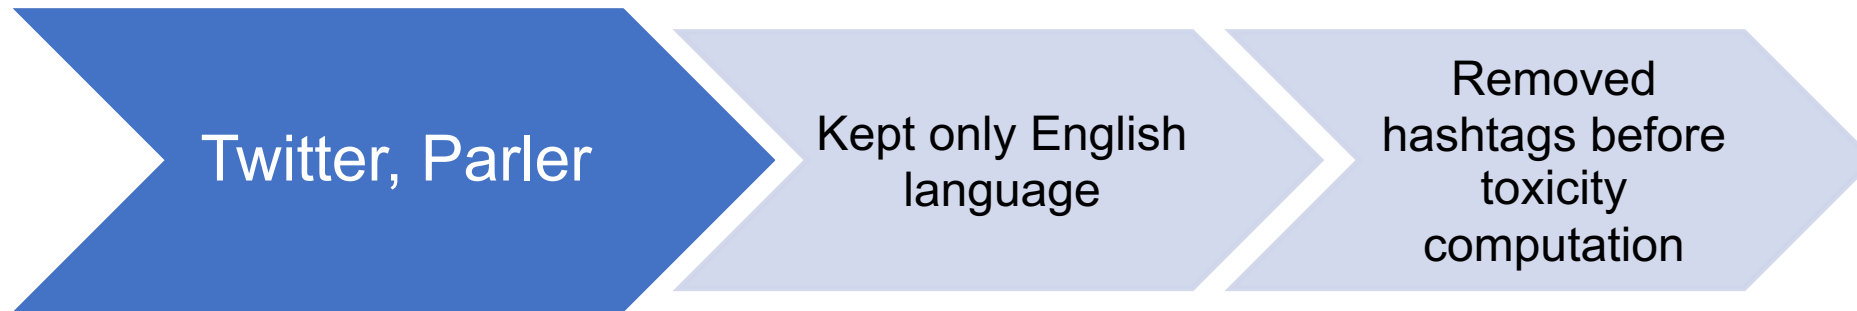 Twitter, Parler
Kept only English
language
Removed
hashtags before
toxicity
computation